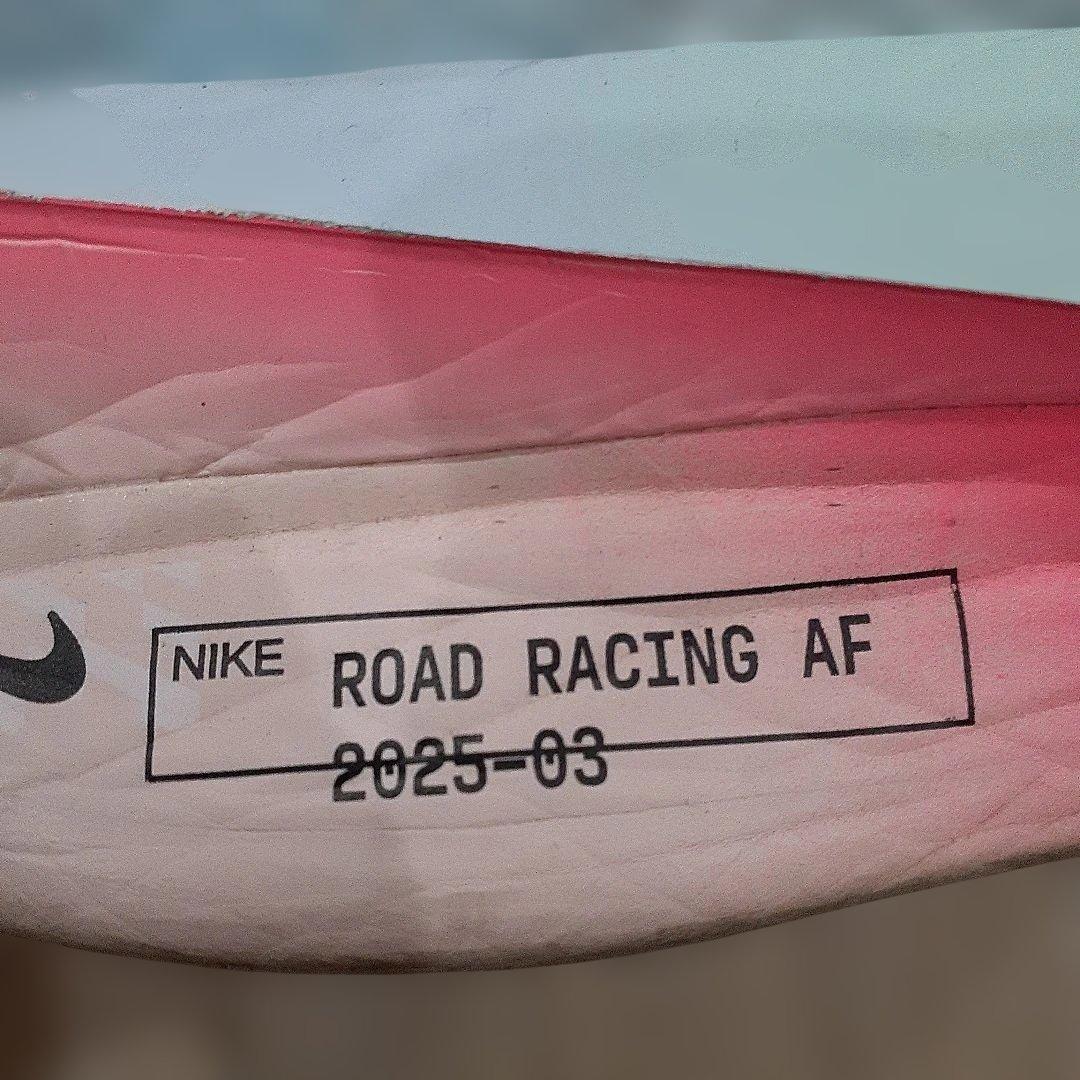 NIKE ROAD RACING AF
2025-03